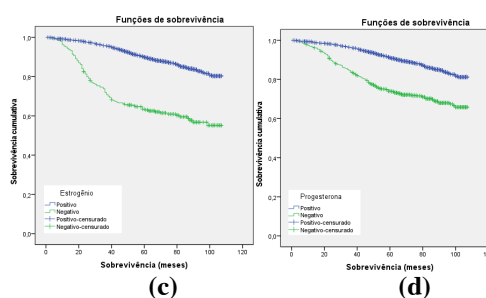 Funções de sobrevivência
1,0
0,8
0,6
0,4
0,2
0,0
Sobrevivência cumulativa
Estrogênio
Positivo
Negativo
Positivo-censurado
Negativo-censurado
0 20 40 60 80 100 120
Sobrevivência (meses)
(c)
Funções de sobrevivência
1,0
0,8
0,6
0,4
0,2
0,0
Sobrevivência cumulativa
Progesterona
Positivo
Negativo
Positivo-censurado
Negativo-censurado
0 20 40 60 80 100
Sobrevivência (meses)
(d)